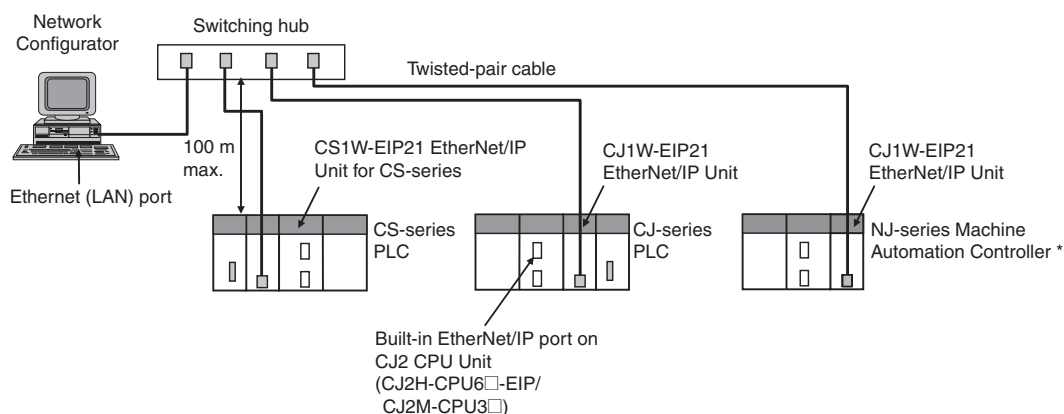 Network
Configurator
Switching hub
Twisted-pair cable
100 m
max.
CS1W-EIP21 EtherNet/IP
Unit for CS-series
CJ1W-EIP21
EtherNet/IP Unit
CJ1W-EIP21
EtherNet/IP Unit
Ethernet (LAN) port
CS-series
PLC
CJ-series
PLC
NJ-series Machine
Automation Controller *
Built-in EtherNet/IP port on
CJ2 CPU Unit
(CJ2H-CPU6□-EIP/
CJ2M-CPU3□)